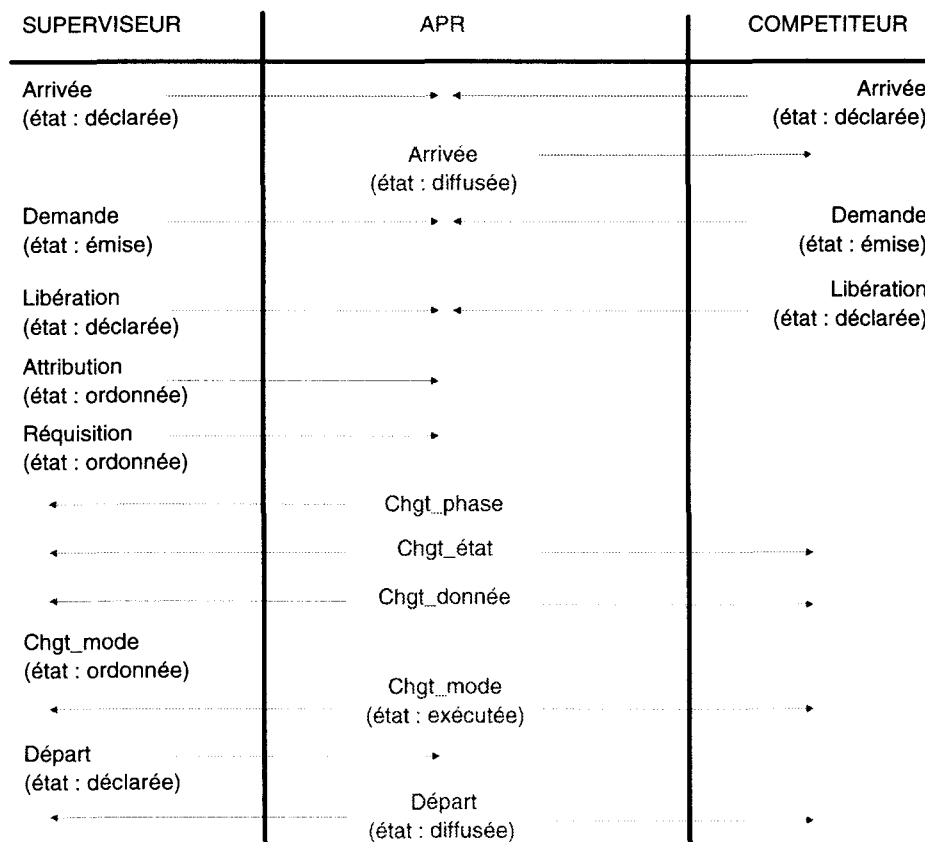 SUPERVISEUR APR COMPETITEUR
Arrivée Arrivée
(état : déclarée) (état : déclarée)
Arrivée
(état : diffusée)
Demande Demande
(état : émise) (état : émise)
Libération Libération
(état : déclarée) (état : déclarée)
Attribution
(état : ordonnée)
Réquisition
(état : ordonnée)
Chgt_phase
Chgt_état
Chgt_donnée
Chgt_mode
(état : ordonnée)
Chgt_mode
(état : exécutée)
Départ
(état : déclarée)
Départ
(état : diffusée)